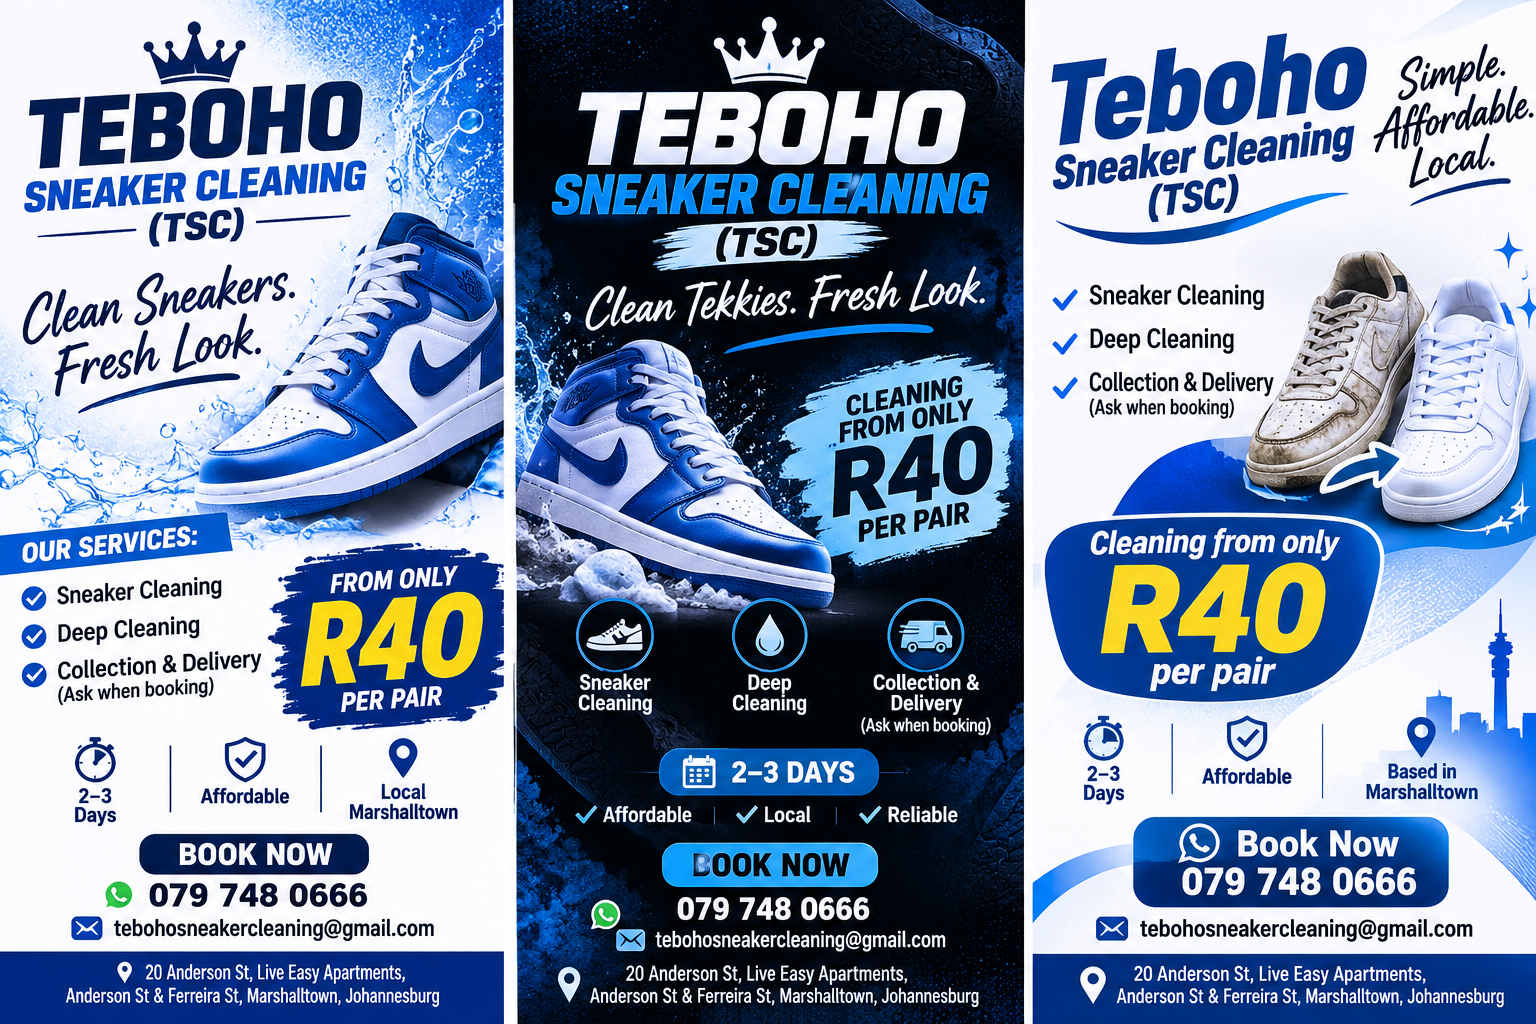 TEBOHO
SNEAKER CLEANING
(TSC)
Clean Sneakers.
Fresh Look.
OUR SERVICES:
Sneaker Cleaning
Deep Cleaning
Collection & Delivery
(Ask when booking)
FROM ONLY
R40
PER PAIR
2–3
Days
Affordable
Local
Marshalltown
BOOK NOW
079 748 0666
tebohosneakercleaning@gmail.com
20 Anderson St, Live Easy Apartments,
Anderson St & Ferreira St, Marshalltown, Johannesburg
TEBOHO
SNEAKER CLEANING
(TSC)
Clean Tekkies. Fresh Look.
CLEANING
FROM ONLY
R40
PER PAIR
Sneaker
Cleaning
Deep
Cleaning
Collection &
Delivery
(Ask when booking)
2–3 DAYS
Affordable
Local
Reliable
BOOK NOW
079 748 0666
tebohosneakercleaning@gmail.com
20 Anderson St, Live Easy Apartments,
Anderson St & Ferreira St, Marshalltown, Johannesburg
Teboho
Sneaker Cleaning
(TSC)
Simple.
Affordable.
Local.
Sneaker Cleaning
Deep Cleaning
Collection & Delivery
(Ask when booking)
Cleaning from only
R40
per pair
2–3
Days
Affordable
Based in
Marshalltown
Book Now
079 748 0666
tebohosneakercleaning@gmail.com
20 Anderson St, Live Easy Apartments,
Anderson St & Ferreira St, Marshalltown, Johannesburg